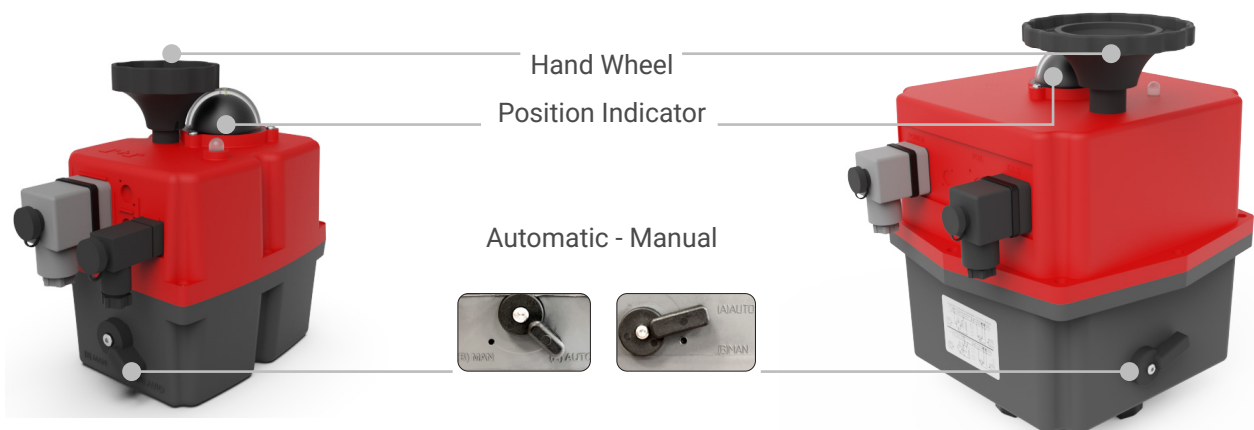 Hand Wheel
Position Indicator
Automatic - Manual
(B) MAN
(A) AUTO
(A)AUTO
(B)MAN